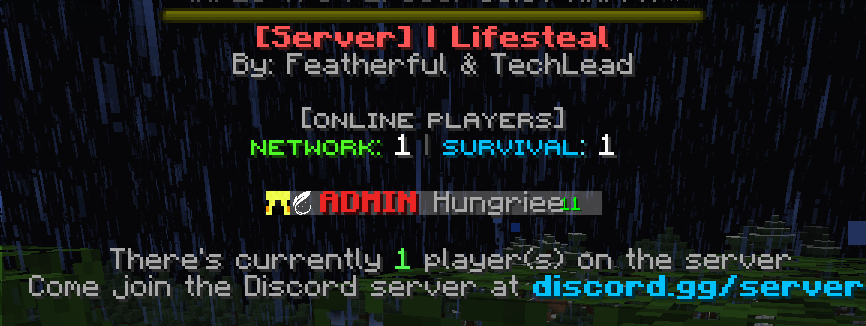 [Server] | Lifesteal
By: Featherful & TechLead
[ONLINE PLAYERS]
NETWORK: 1 | SURVIVAL: 1
ADMIN Hungriee 11
There's currently 1 player(s) on the server
Come join the Discord server at discord.gg/server